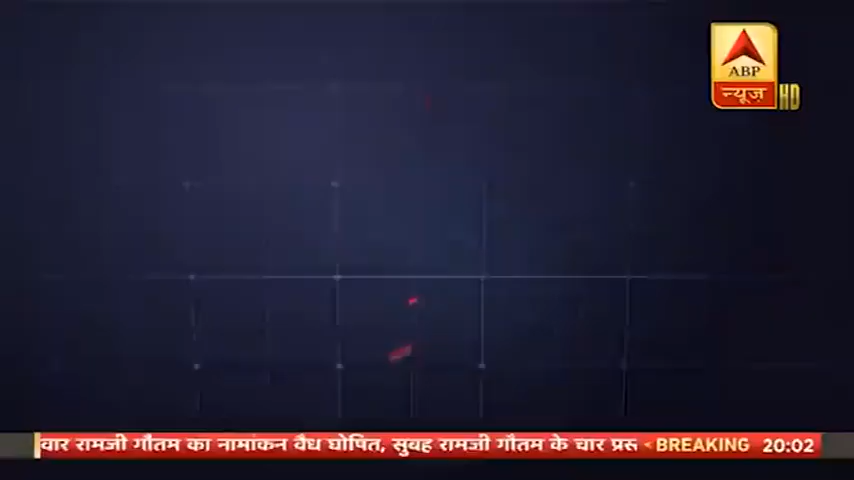 ABP
न्यूज़ HD
वार रामजी गौतम का नामांकन वैध घोषित, सुबह रामजी गौतम के चार प्रस <BREAKING 20:02